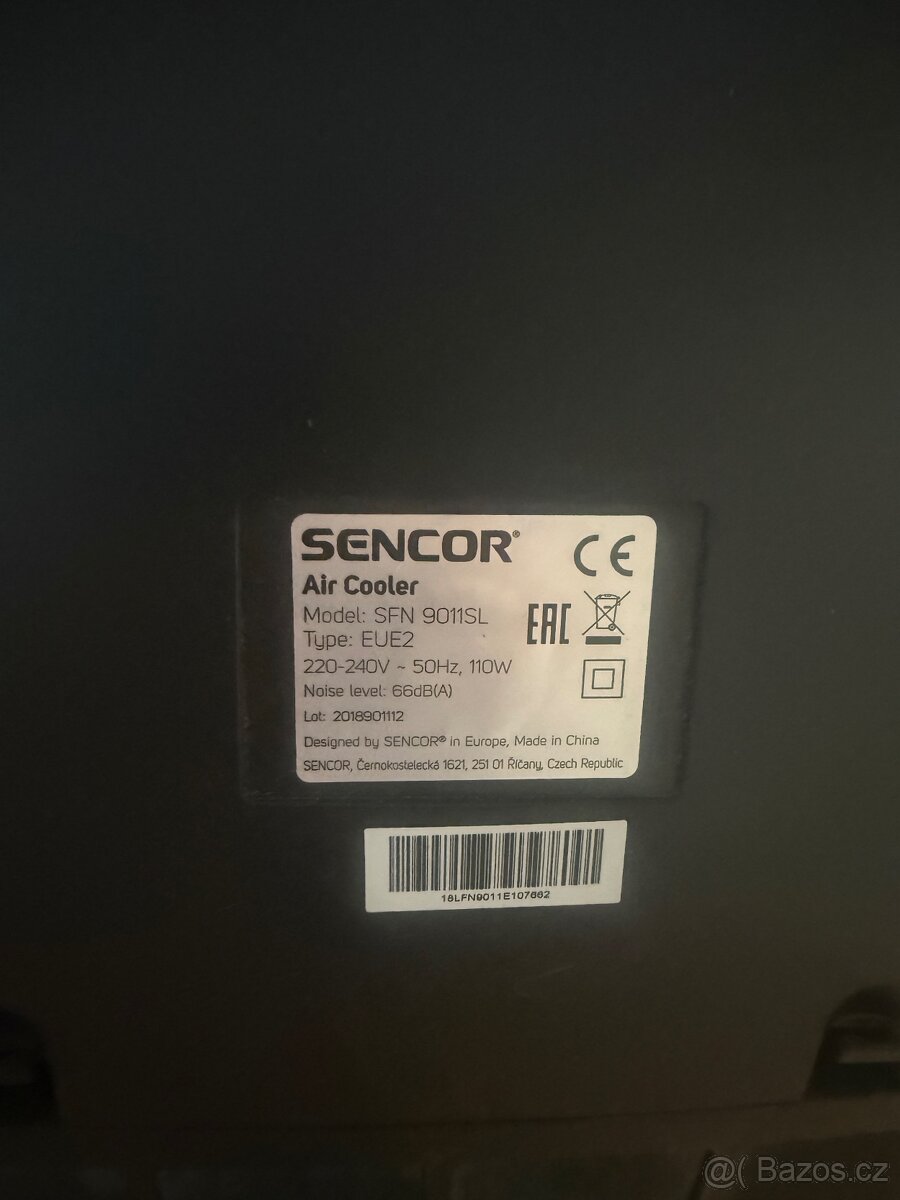 SENCOR®
Air Cooler
Model: SFN 9011SL
Type: EUE2
220-240V ~ 50Hz, 110W
Noise level: 66dB(A)
Lot: 2018901112
Designed by SENCOR® in Europe, Made in China
SENCOR, Černokostelecká 1621, 251 01 Říčany, Czech Republic
CE
EAC
18LFN9011E107662
@( Bazos.cz